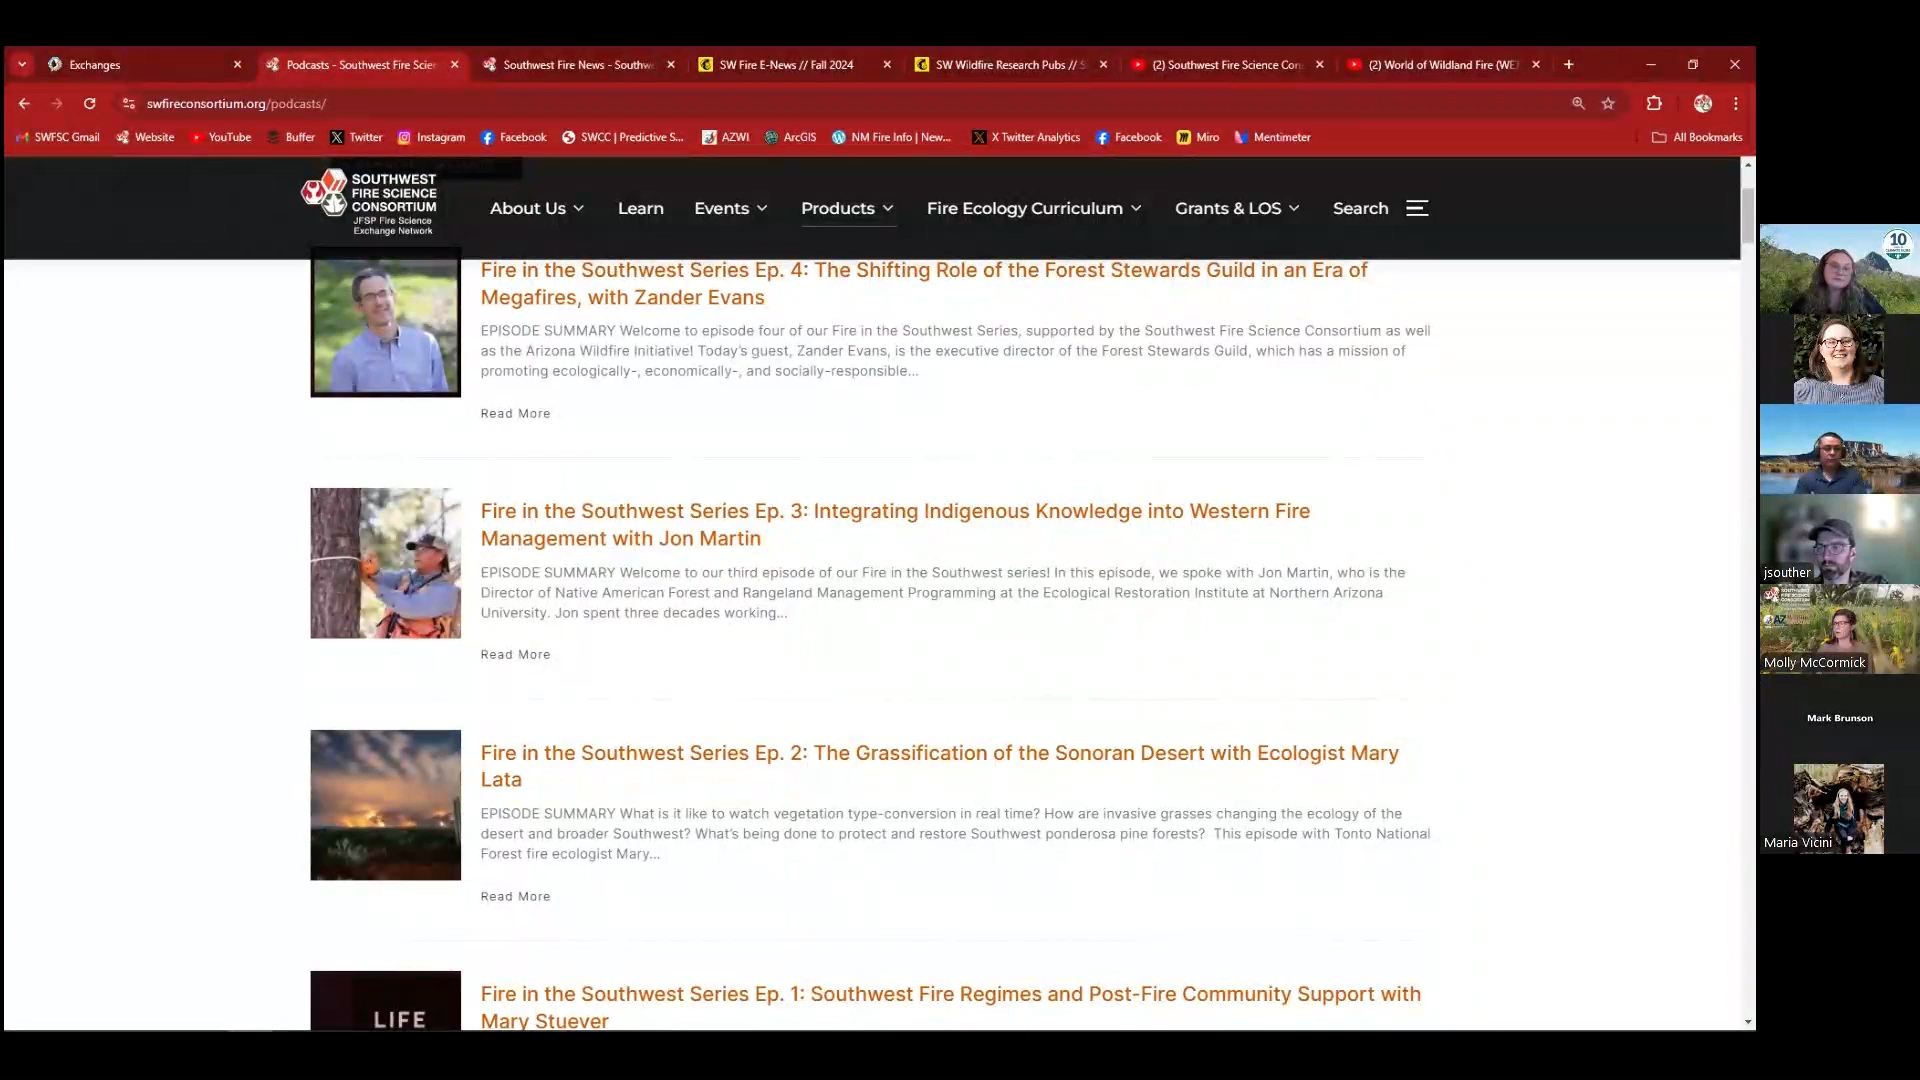 Exchanges
Podcasts - Southwest Fire Scien
Southwest Fire News - Southw
SW Fire E-News // Fall 2024
SW Wildfire Research Pubs // S
(2) Southwest Fire Science Con
(2) World of Wildland Fire (WE
swfireconsortium.org/podcasts/
SWFSC Gmail
Website
YouTube
Buffer
Twitter
Instagram
Facebook
SWCC | Predictive S...
AZWI
ArcGIS
NM Fire Info | New...
X Twitter Analytics
Facebook
Miro
Mentimeter
All Bookmarks
SOUTHWEST
FIRE SCIENCE
CONSORTIUM
JFSP Fire Science
Exchange Network
About Us
Learn
Events
Products
Fire Ecology Curriculum
Grants & LOS
Search
Fire in the Southwest Series Ep. 4: The Shifting Role of the Forest Stewards Guild in an Era of
Megafires, with Zander Evans
EPISODE SUMMARY Welcome to episode four of our Fire in the Southwest Series, supported by the Southwest Fire Science Consortium as well
as the Arizona Wildfire Initiative! Today's guest, Zander Evans, is the executive director of the Forest Stewards Guild, which has a mission of
promoting ecologically-, economically-, and socially-responsible...
Read More
Fire in the Southwest Series Ep. 3: Integrating Indigenous Knowledge into Western Fire
Management with Jon Martin
EPISODE SUMMARY Welcome to our third episode of our Fire in the Southwest series! In this episode, we spoke with Jon Martin, who is the
Director of Native American Forest and Rangeland Management Programming at the Ecological Restoration Institute at Northern Arizona
University. Jon spent three decades working...
Read More
Fire in the Southwest Series Ep. 2: The Grassification of the Sonoran Desert with Ecologist Mary
Lata
EPISODE SUMMARY What is it like to watch vegetation type-conversion in real time? How are invasive grasses changing the ecology of the
desert and broader Southwest? What's being done to protect and restore Southwest ponderosa pine forests? This episode with Tonto National
Forest fire ecologist Mary...
Read More
LIFE
Fire in the Southwest Series Ep. 1: Southwest Fire Regimes and Post-Fire Community Support with
Mary Stuever
10
jsouther
AZ
Molly McCormick
Mark Brunson
Maria Vicini